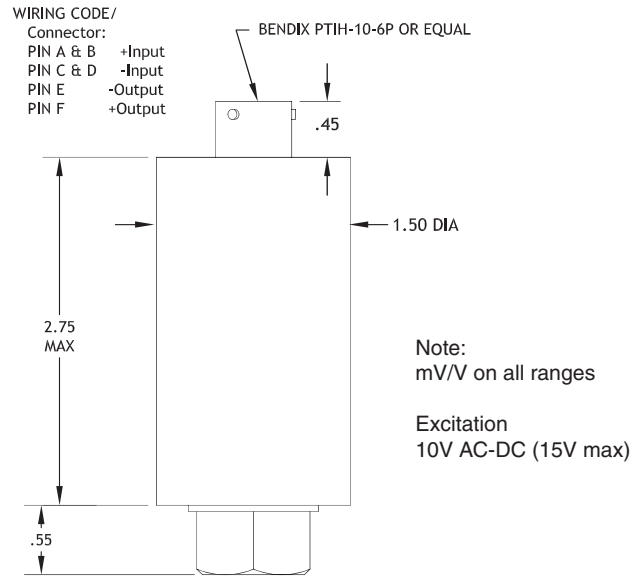 WIRING CODE/
Connector:
PIN A & B +Input
PIN C & D -Input
PIN E -Output
PIN F +Output
BENDIX PTIH-10-6P OR EQUAL
.45
1.50 DIA
2.75
MAX
Note:
mV/V on all ranges
Excitation
10V AC-DC (15V max)
.55